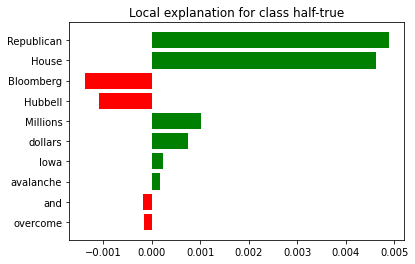 Local explanation for class half-true
Republican
House
Bloomberg
Hubbell
Millions
dollars
Iowa
avalanche
and
overcome
−0.001 0.000 0.001 0.002 0.003 0.004 0.005